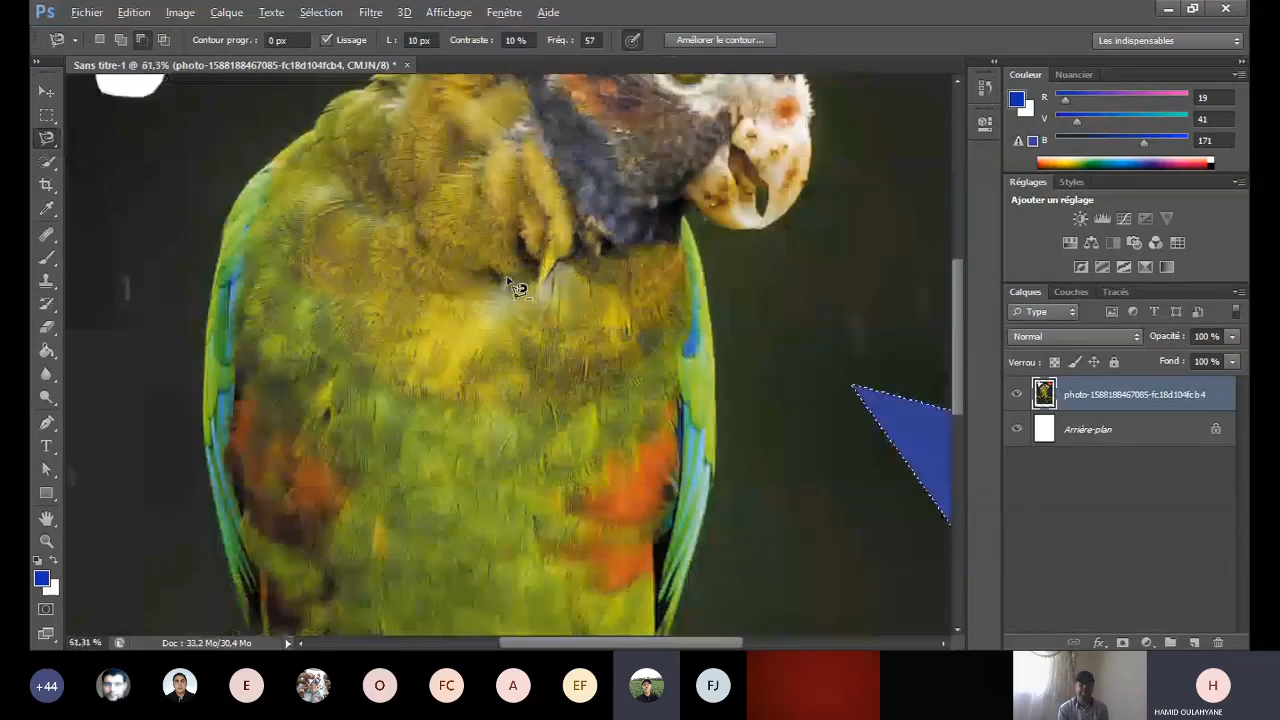 Ps Fichier Edition Image Calque Texte Sélection Filtre 3D Affichage Fenêtre Aide
Contour progr. : 0 px Lissage L : 10 px Contraste : 10 % Fréq. : 57 Améliorer le contour... Les indispensables
Sans titre-1 @ 61,3% (photo-1588188467085-fc18d104fcb4, CMJN/8) * ×
Couleur Nuancier
R 19
V 41
B 171
Réglages Styles
Ajouter un réglage
Calques Couches Tracés
Type
Normal Opacité : 100 %
Verrou : Fond : 100 %
photo-1588188467085-fc18d104fcb4
Arrière-plan
61,31 % Doc : 33,2 Mo/30,4 Mo
+44 E O FC A EF FJ H
HAMID OULAHYANE